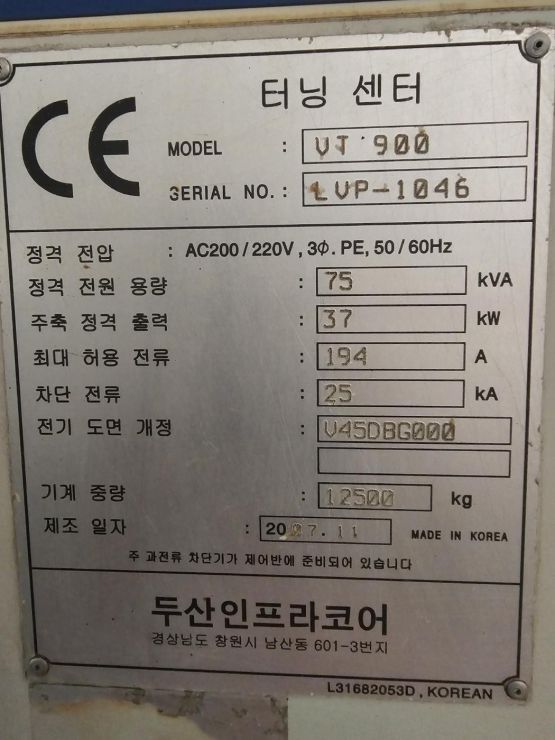 CE
터닝 센터
MODEL : VT 900
SERIAL NO. : LVP-1046
정격 전압 : AC200/220V, 3Φ. PE, 50/60Hz
정격 전원 용량 : 75 kVA
주축 정격 출력 : 37 kW
최대 허용 전류 : 194 A
차단 전류 : 25 kA
전기 도면 개정 : V45DBG000
기계 중량 : 12500 kg
제조 일자 : 2007.11 MADE IN KOREA
주 과전류 차단기가 제어반에 준비되어 있습니다
두산인프라코어
경상남도 창원시 남산동 601-3번지
L31682053D, KOREAN